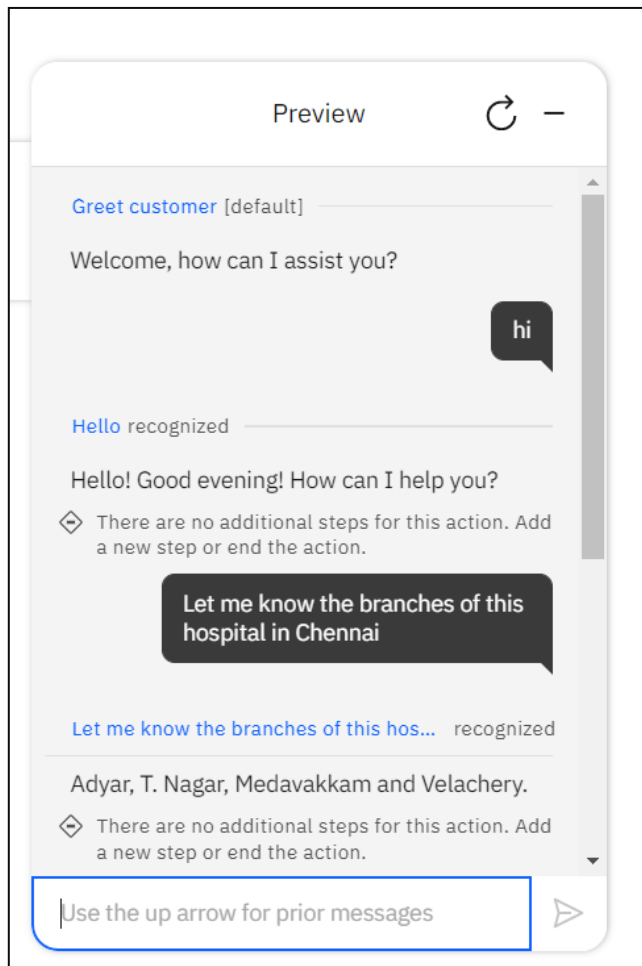 Preview
Greet customer [default]
Welcome, how can I assist you?
hi
Hello recognized
Hello! Good evening! How can I help you?
There are no additional steps for this action. Add
a new step or end the action.
Let me know the branches of this
hospital in Chennai
Let me know the branches of this hos... recognized
Adyar, T. Nagar, Medavakkam and Velachery.
There are no additional steps for this action. Add
a new step or end the action.
Use the up arrow for prior messages